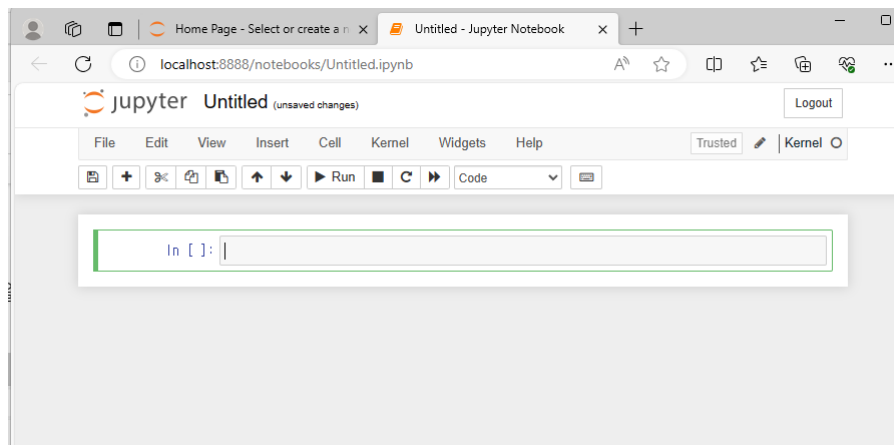 Home Page - Select or create a n
Untitled - Jupyter Notebook
localhost:8888/notebooks/Untitled.ipynb
jupyter Untitled (unsaved changes)
Logout
File Edit View Insert Cell Kernel Widgets Help
Trusted Kernel
Run Code
In [ ]: